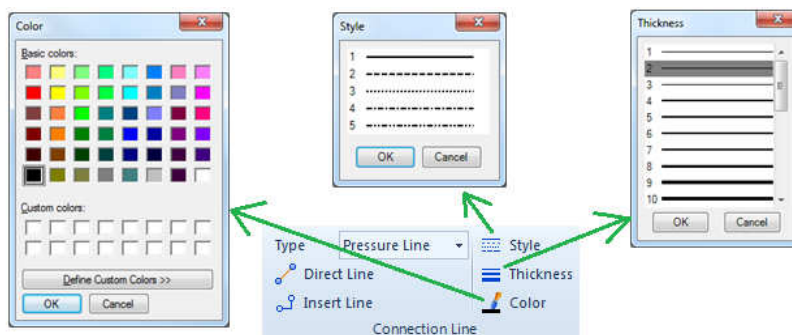 Color
Basic colors:
Custom colors:
Define Custom Colors >>
OK Cancel
Style
1
2
3
4
5
OK Cancel
Thickness
1
2
3
4
5
6
7
8
9
10
OK Cancel
Type Pressure Line Style
Direct Line Thickness
Insert Line Color
Connection Line